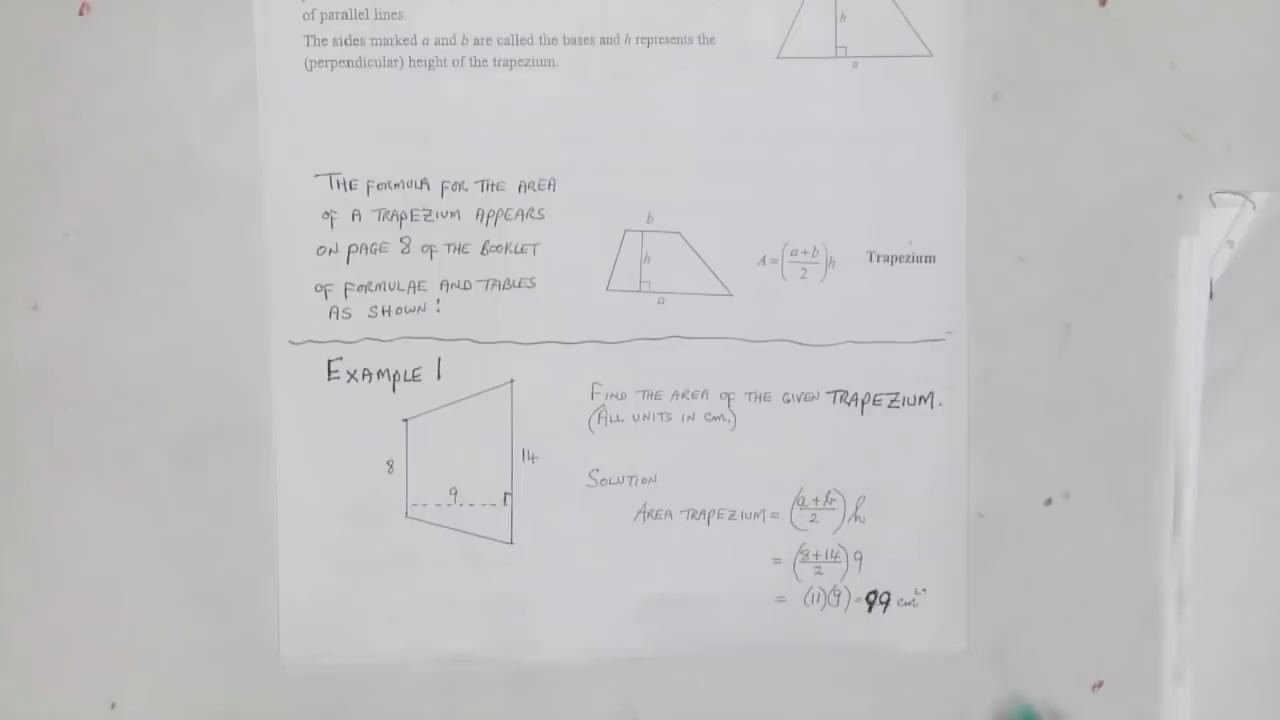 of parallel lines.
The sides marked a and b are called the bases and h represents the
(perpendicular) height of the trapezium.
h
a
THE FORMULA FOR THE AREA
OF A TRAPEZIUM APPEARS
ON PAGE 8 OF THE BOOKLET
OF FORMULAE AND TABLES
AS SHOWN!
b
h
a
A = (a+b/2)h Trapezium
EXAMPLE 1
8
9
14
FIND THE AREA OF THE GIVEN TRAPEZIUM.
(ALL UNITS IN cm.)
SOLUTION
AREA TRAPEZIUM = (a+b/2)h
= (8+14/2)9
= (11)(9) = 99 cm²